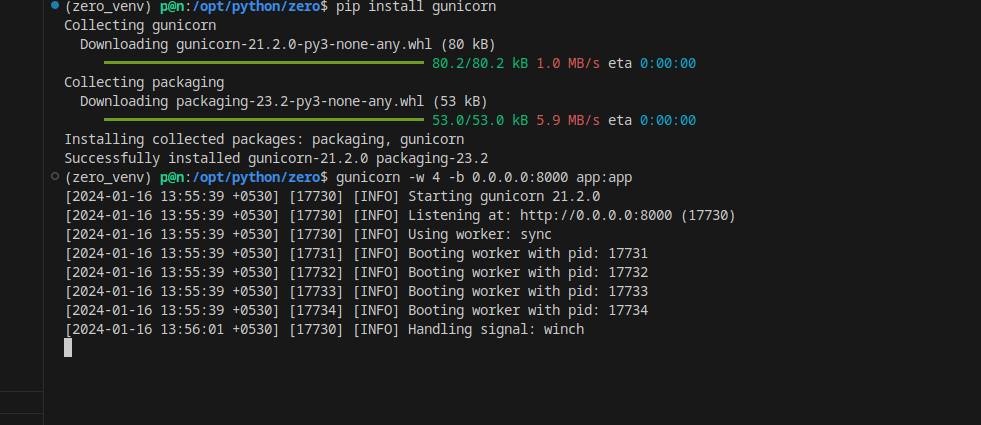 (zero_venv) p@n:/opt/python/zero$ pip install gunicorn
Collecting gunicorn
Downloading gunicorn-21.2.0-py3-none-any.whl (80 kB)
80.2/80.2 kB 1.0 MB/s eta 0:00:00
Collecting packaging
Downloading packaging-23.2-py3-none-any.whl (53 kB)
53.0/53.0 kB 5.9 MB/s eta 0:00:00
Installing collected packages: packaging, gunicorn
Successfully installed gunicorn-21.2.0 packaging-23.2
(zero_venv) p@n:/opt/python/zero$ gunicorn -w 4 -b 0.0.0.0:8000 app:app
[2024-01-16 13:55:39 +0530] [17730] [INFO] Starting gunicorn 21.2.0
[2024-01-16 13:55:39 +0530] [17730] [INFO] Listening at: http://0.0.0.0:8000 (17730)
[2024-01-16 13:55:39 +0530] [17730] [INFO] Using worker: sync
[2024-01-16 13:55:39 +0530] [17731] [INFO] Booting worker with pid: 17731
[2024-01-16 13:55:39 +0530] [17732] [INFO] Booting worker with pid: 17732
[2024-01-16 13:55:39 +0530] [17733] [INFO] Booting worker with pid: 17733
[2024-01-16 13:55:39 +0530] [17734] [INFO] Booting worker with pid: 17734
[2024-01-16 13:56:01 +0530] [17730] [INFO] Handling signal: winch